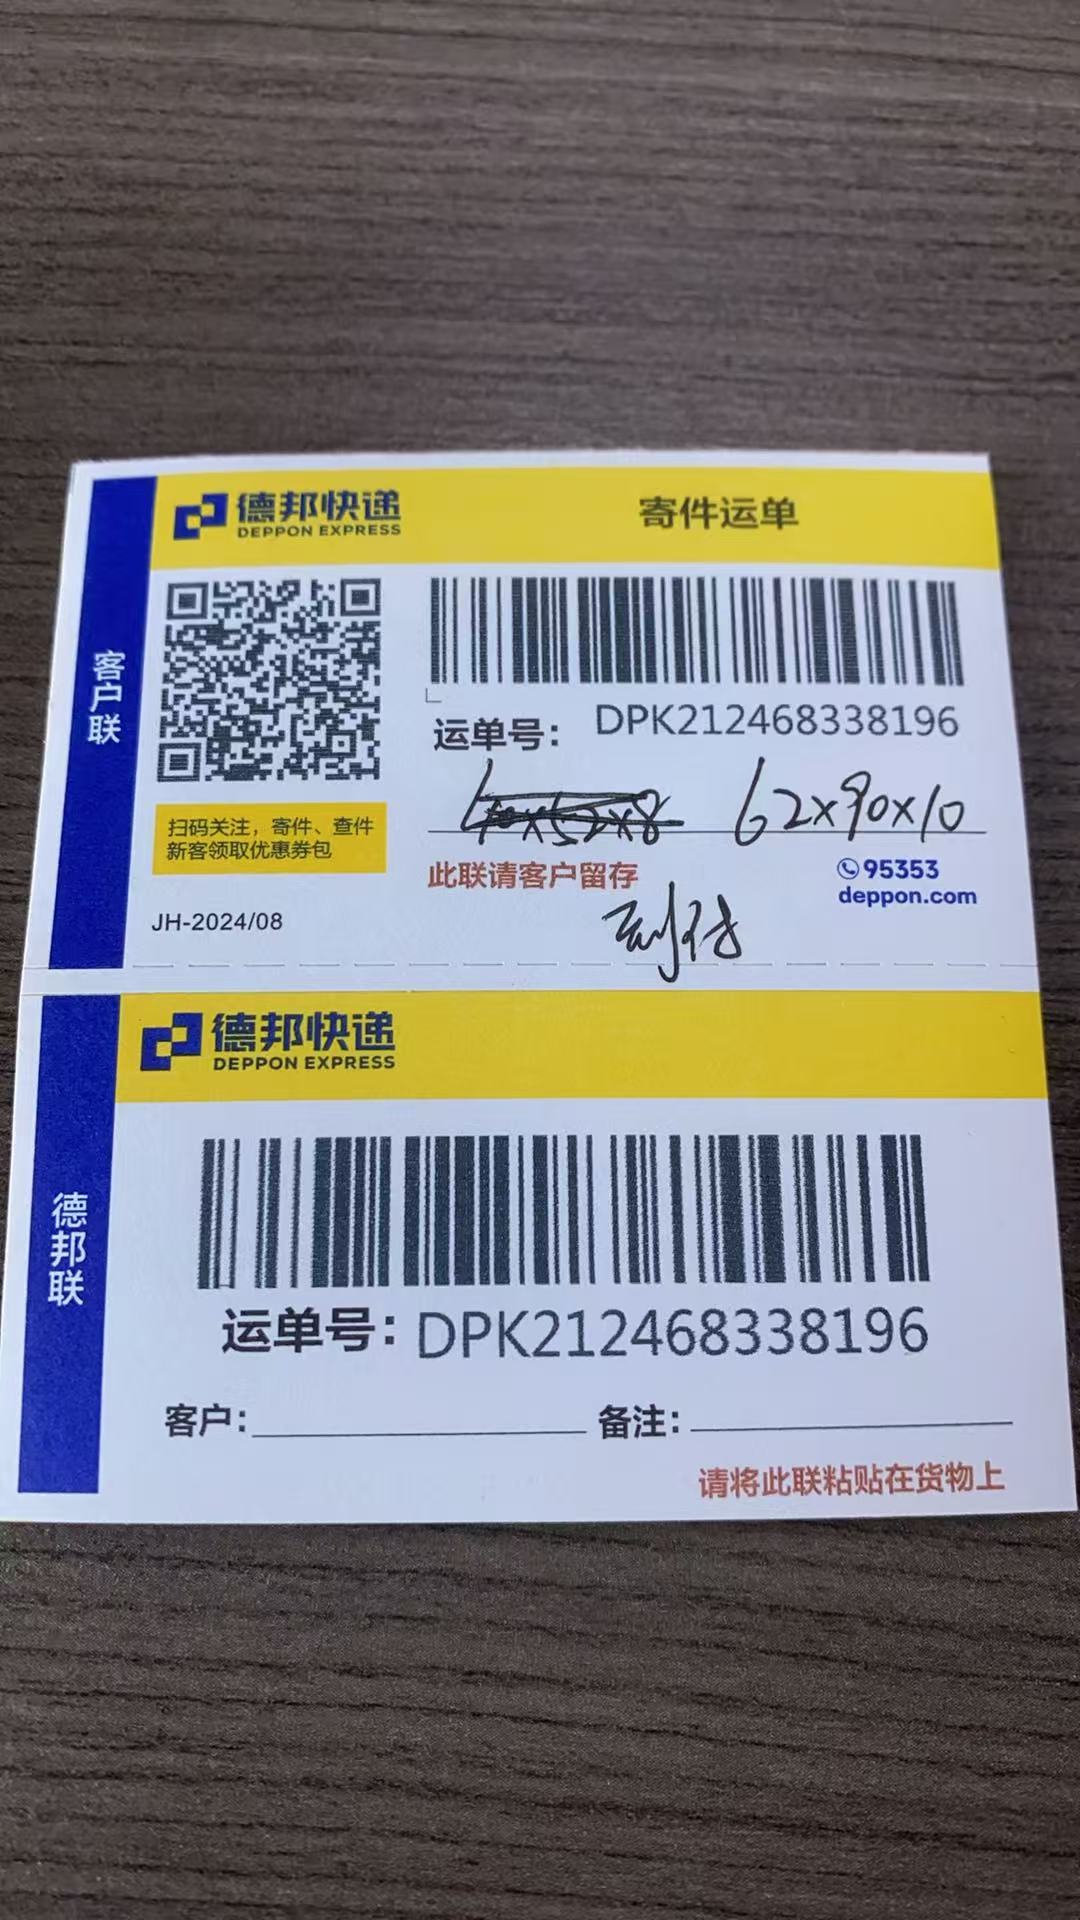 德邦快递
DEPPON EXPRESS
寄件运单
客户联
运单号：DPK212468338196
62x90x10
扫码关注，寄件、查件
新客领取优惠券包
此联请客户留存
95353
deppon.com
JH-2024/08
到付
德邦快递
DEPPON EXPRESS
德邦联
运单号：DPK212468338196
客户：
备注：
请将此联粘贴在货物上